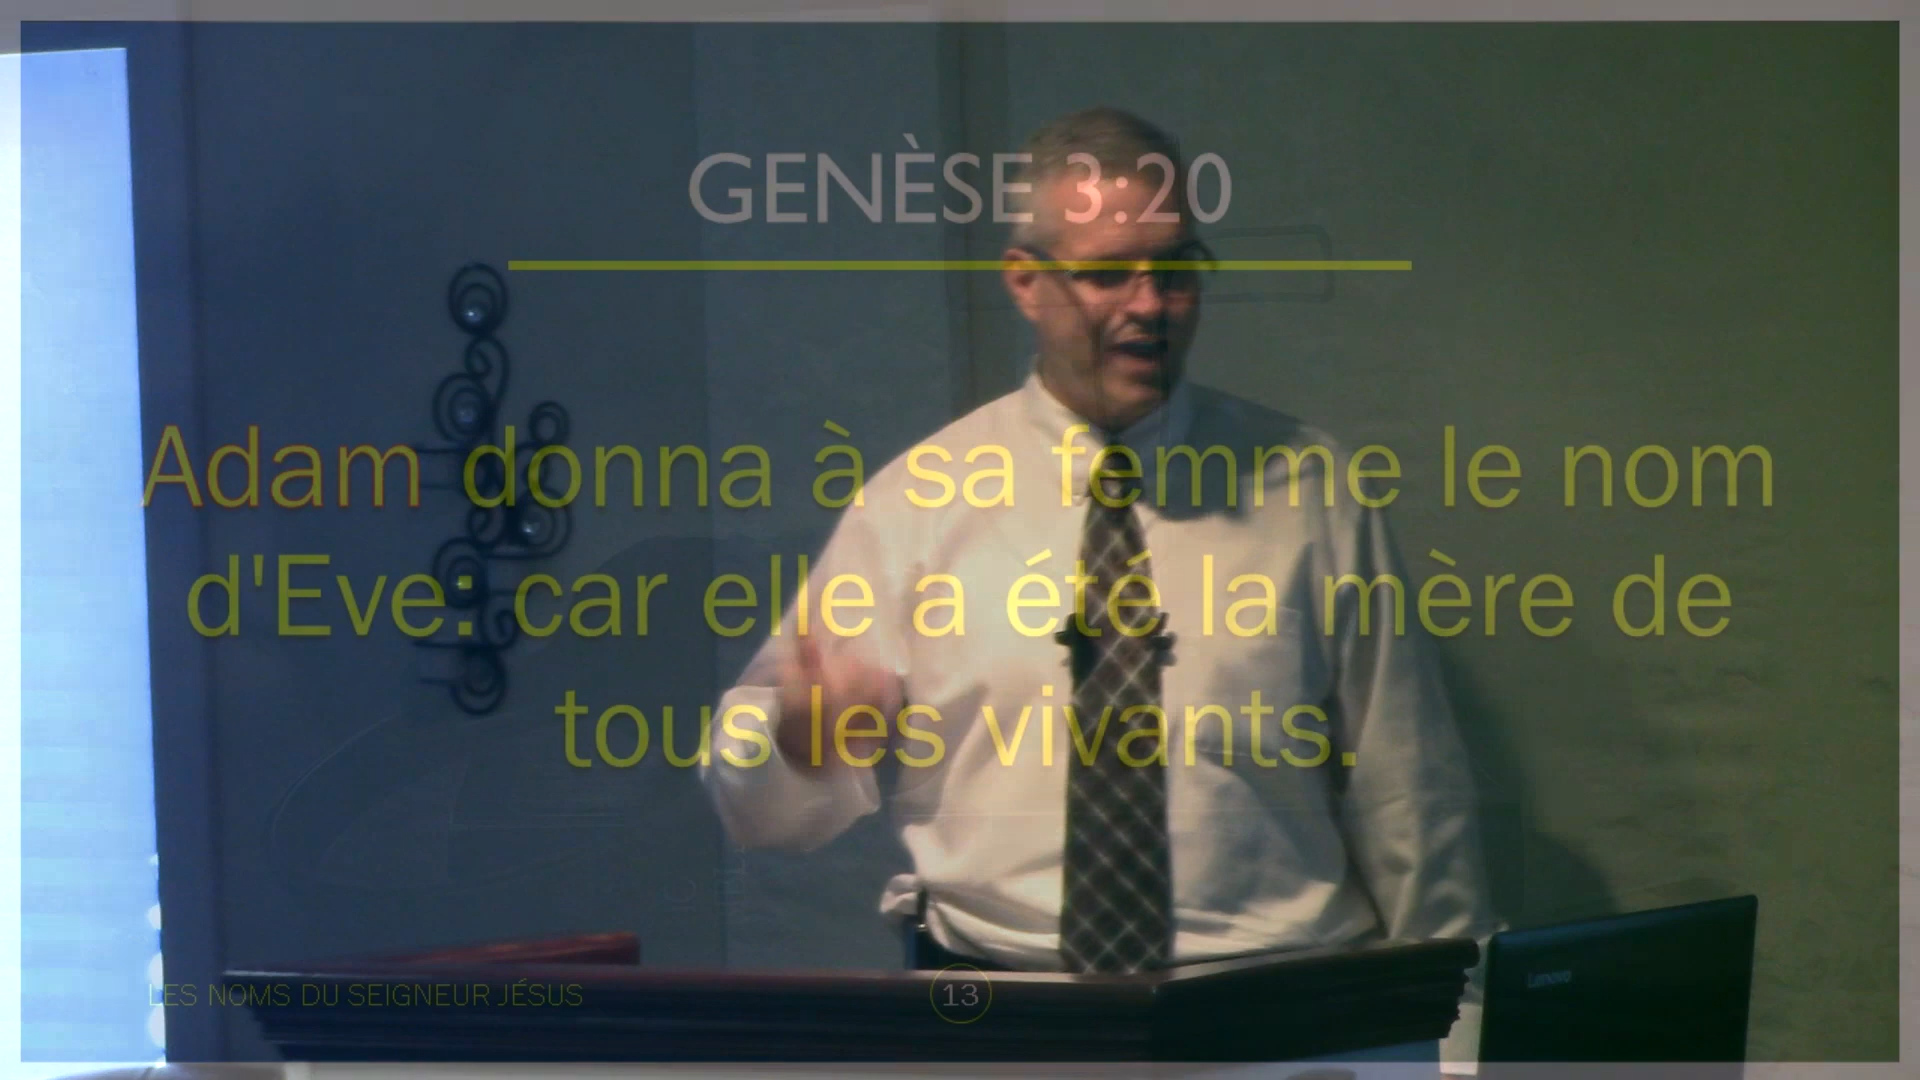 GENÈSE 3:20
Adam donna à sa femme le nom
d'Eve: car elle a été la mère de
tous les vivants.
LES NOMS DU SEIGNEUR JÉSUS
13
Lenovo